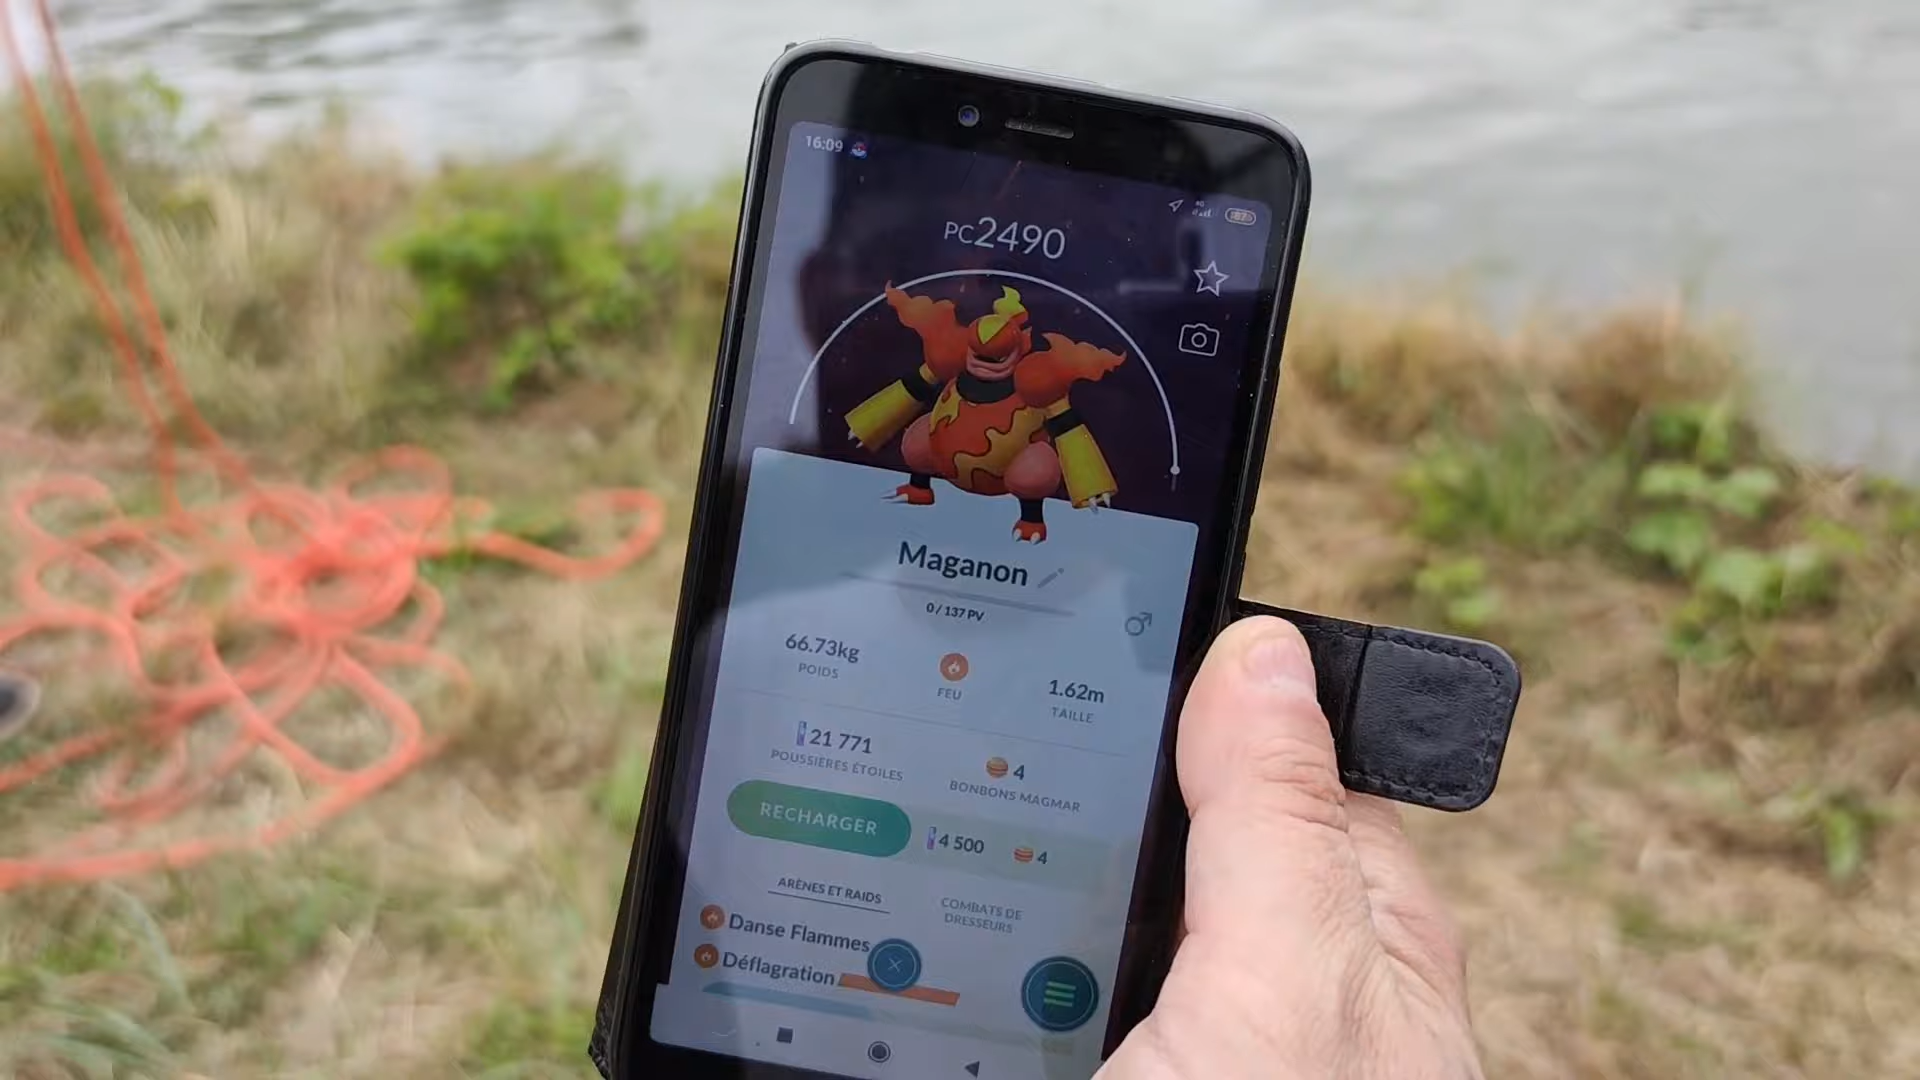 16:09
PC2490
Maganon
0 / 137 PV
66.73kg
POIDS
FEU
1.62m
TAILLE
21 771
POUSSIÈRES ÉTOILES
4
BONBONS MAGMAR
RECHARGER
4 500
4
ARÈNES ET RAIDS
COMBATS DE
DRESSEURS
Danse Flammes
Déflagration